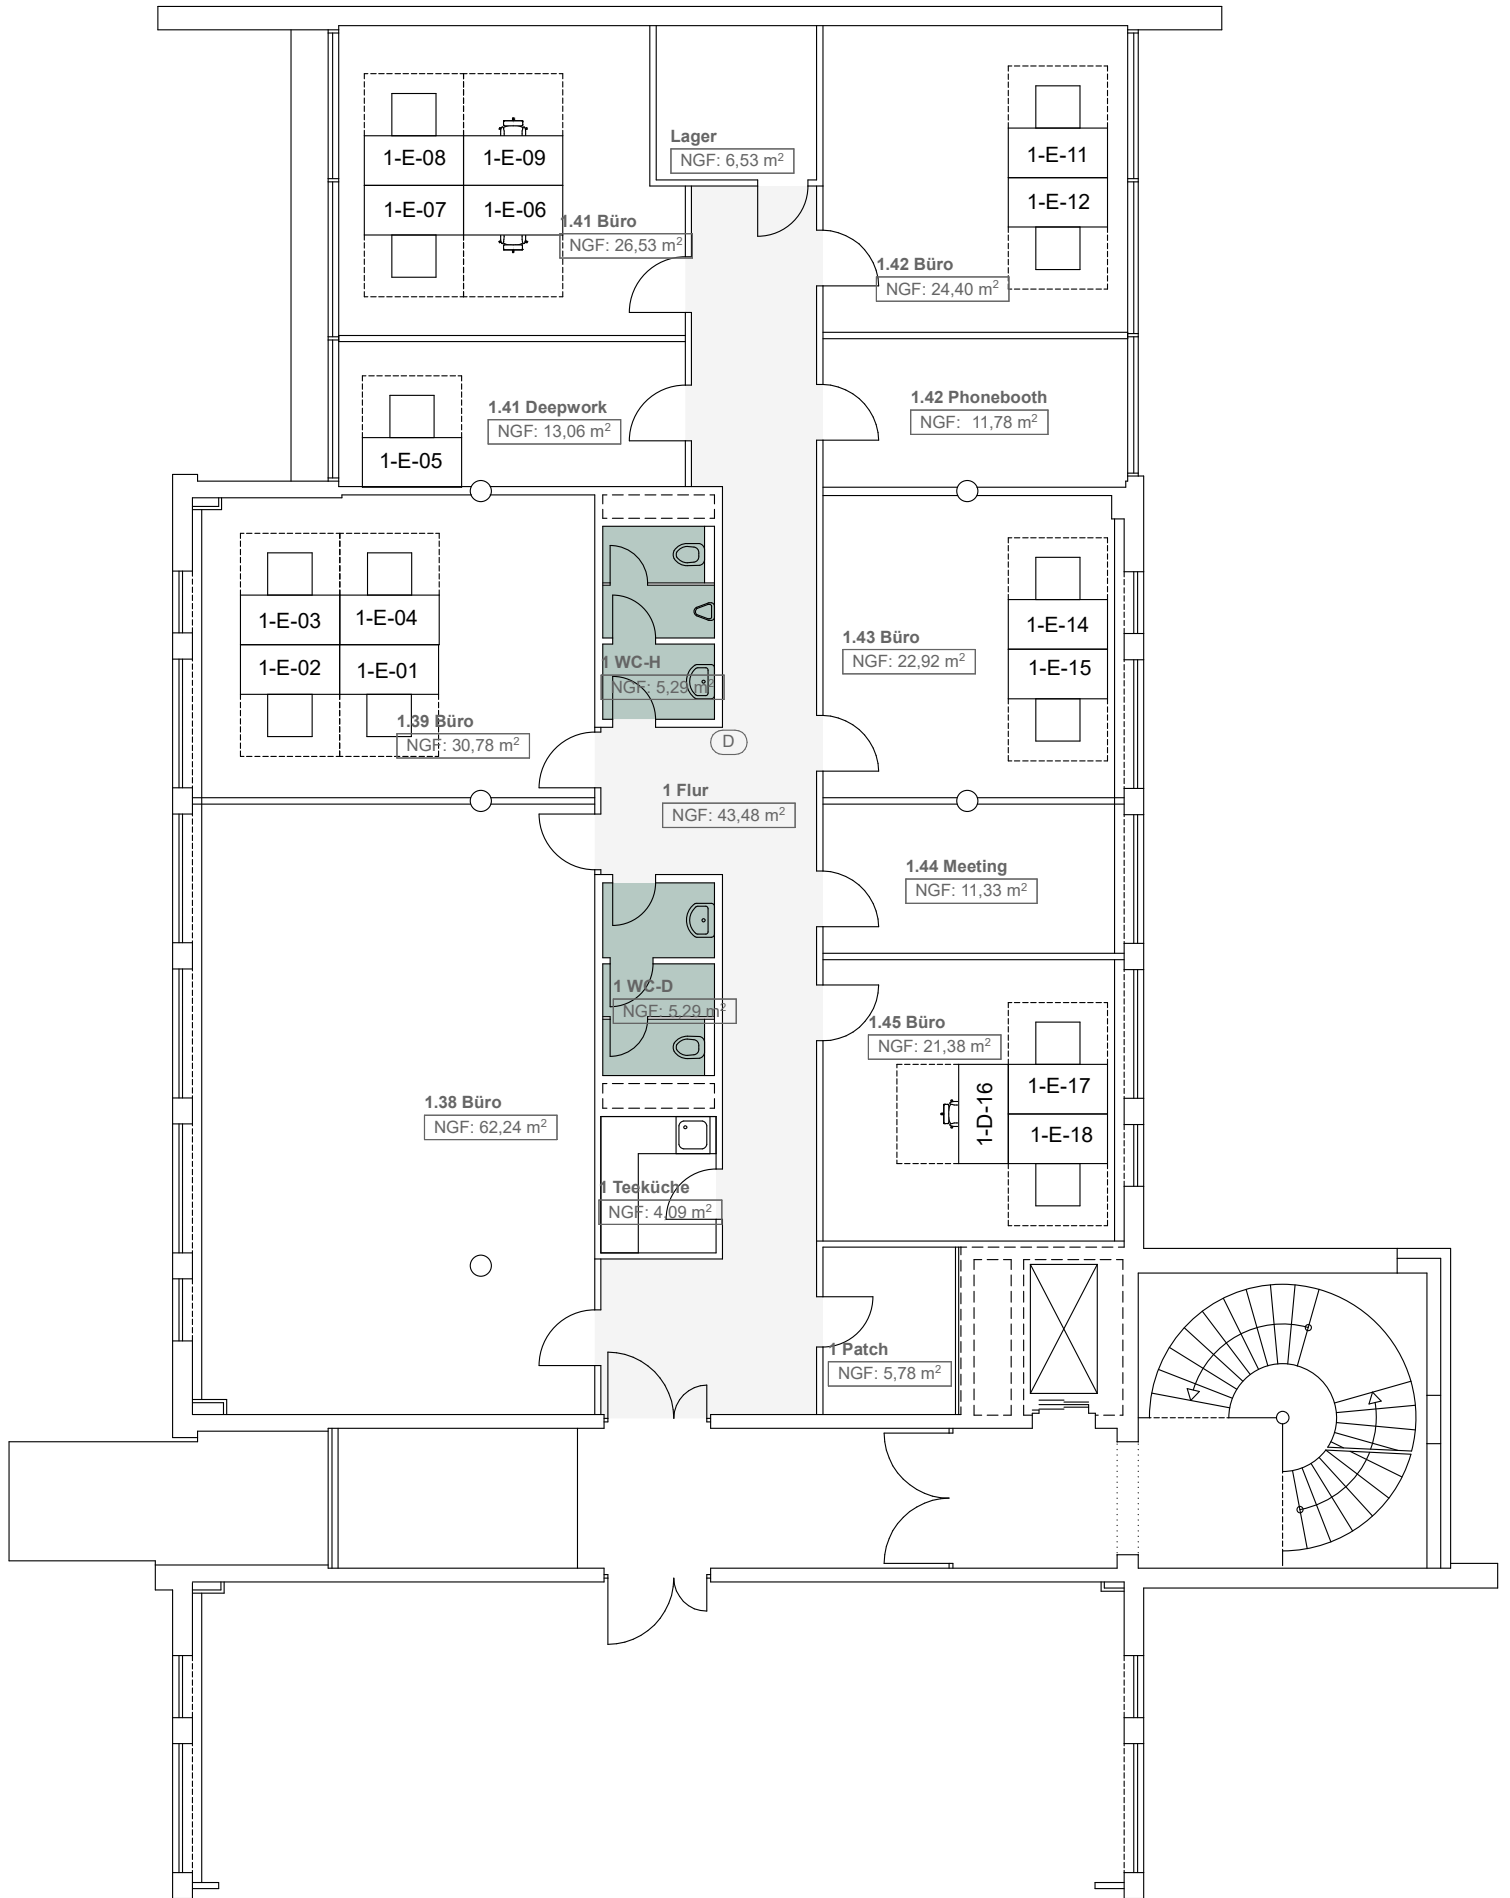 Lager
NGF: 6,53 m²
1-E-08
1-E-09
1-E-07
1-E-06
1.41 Büro
NGF: 26,53 m²
1-E-11
1-E-12
1.42 Büro
NGF: 24,40 m²
1.41 Deepwork
NGF: 13,06 m²
1-E-05
1.42 Phonebooth
NGF: 11,78 m²
1-E-03
1-E-04
1-E-02
1-E-01
1.39 Büro
NGF: 30,78 m²
1 WC-H
NGF: 5,29 m²
D
1-E-14
1-E-15
1.43 Büro
NGF: 22,92 m²
1 Flur
NGF: 43,48 m²
1.44 Meeting
NGF: 11,33 m²
1 WC-D
NGF: 5,29 m²
1.45 Büro
NGF: 21,38 m²
1-D-16
1-E-17
1-E-18
1.38 Büro
NGF: 62,24 m²
1 Teeküche
NGF: 4,09 m²
1 Patch
NGF: 5,78 m²